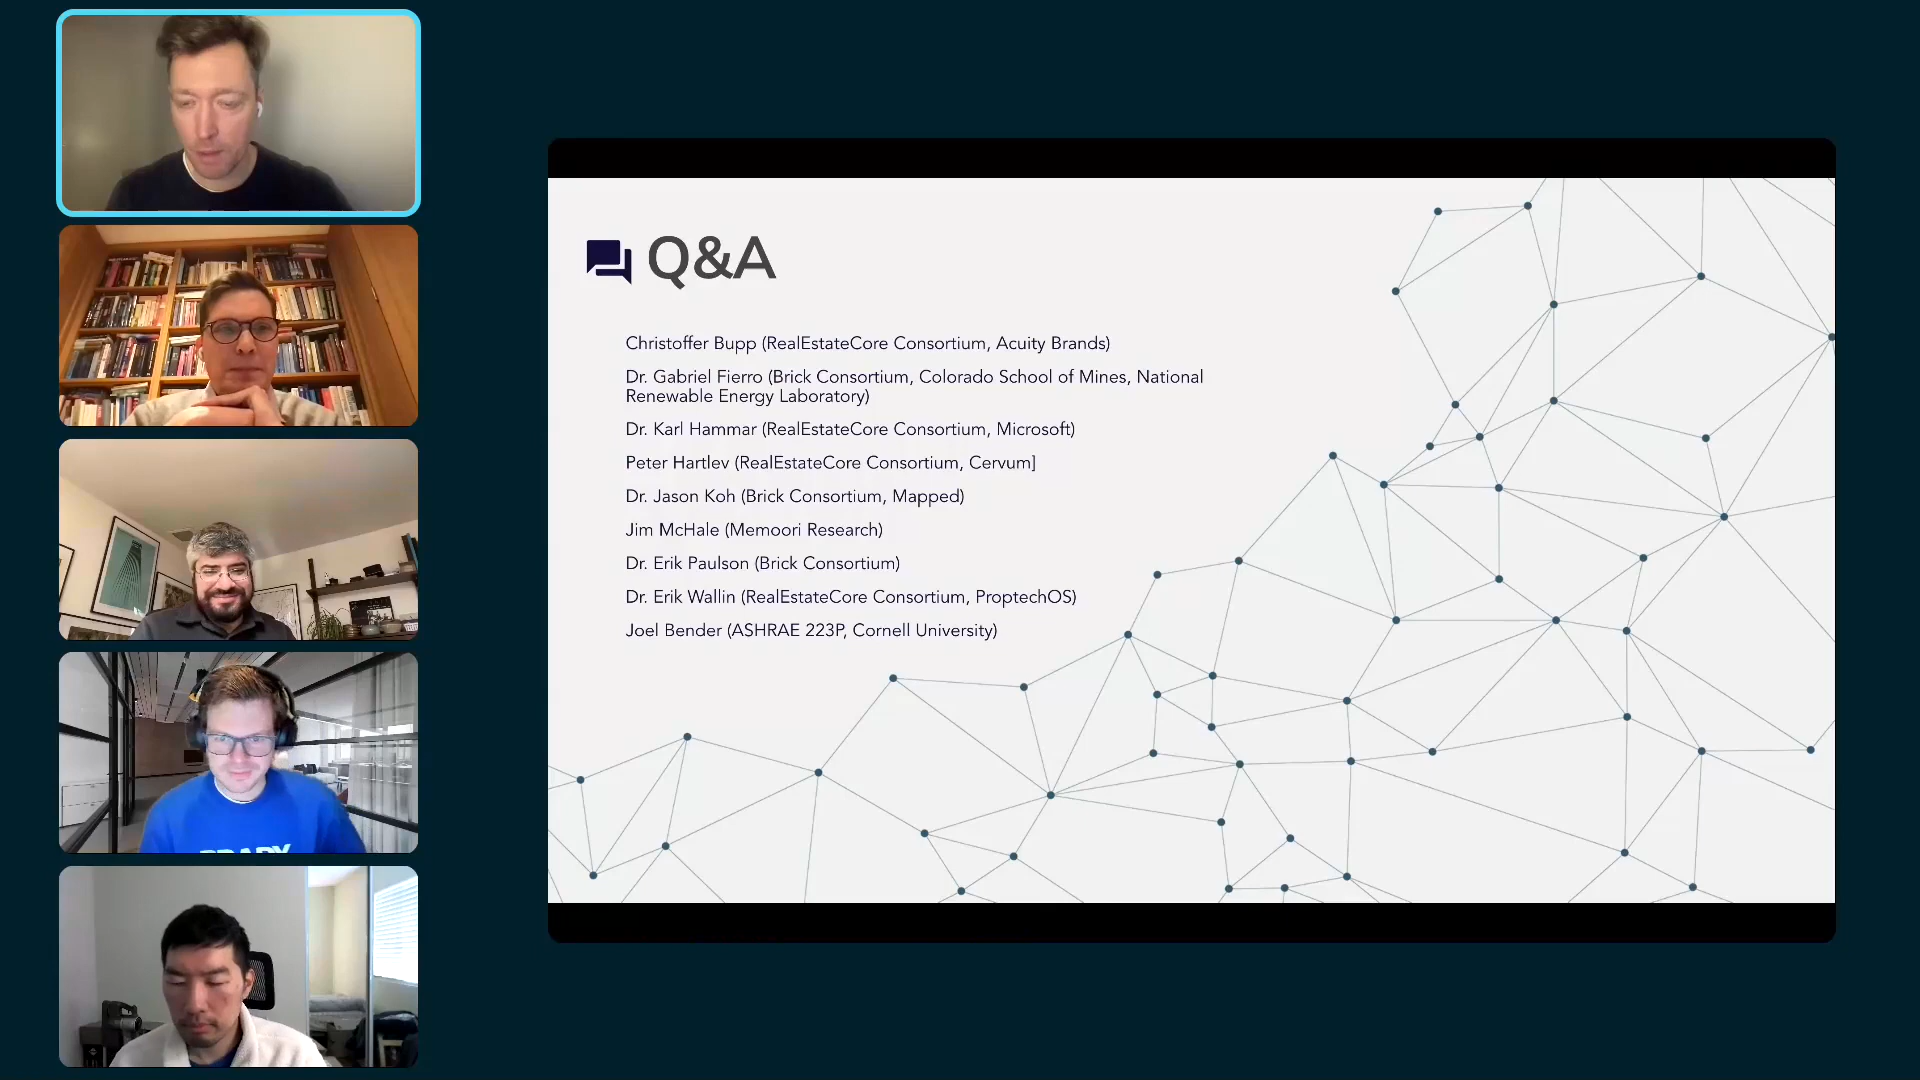 Q&A
Christoffer Bupp (RealEstateCore Consortium, Acuity Brands)
Dr. Gabriel Fierro (Brick Consortium, Colorado School of Mines, National
Renewable Energy Laboratory)
Dr. Karl Hammar (RealEstateCore Consortium, Microsoft)
Peter Hartlev (RealEstateCore Consortium, Cervum]
Dr. Jason Koh (Brick Consortium, Mapped)
Jim McHale (Memoori Research)
Dr. Erik Paulson (Brick Consortium)
Dr. Erik Wallin (RealEstateCore Consortium, ProptechOS)
Joel Bender (ASHRAE 223P, Cornell University)